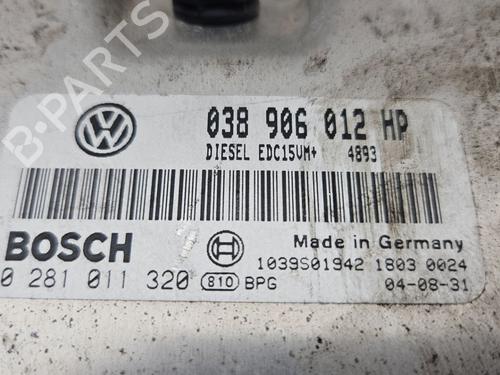 B-PARTS
VW
038 906 012 HP
DIESEL EDC15VM+ 4893
BOSCH
Made in Germany
0 281 011 320 810 BPG
1039S01942 1803 0024
04-08-31